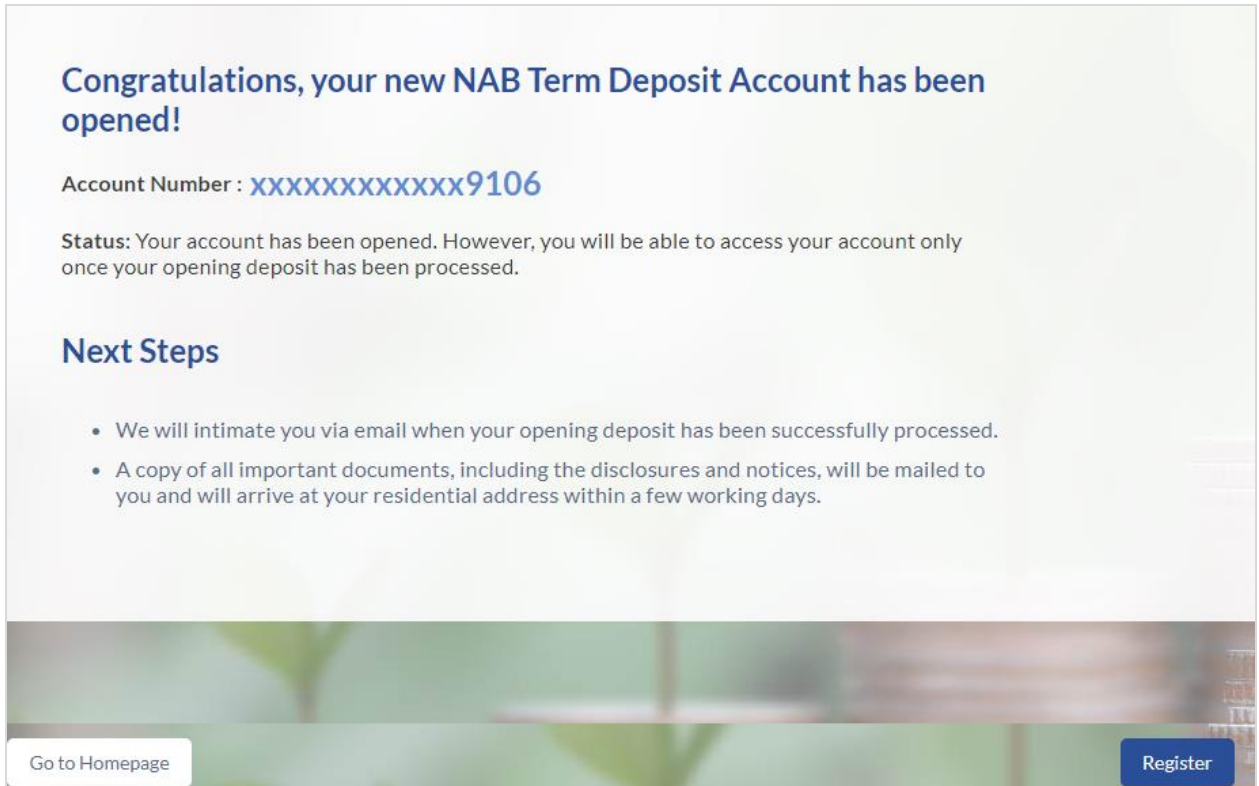 Congratulations, your new NAB Term Deposit Account has been
opened!
Account Number : xxxxxxxxxxxx9106
Status: Your account has been opened. However, you will be able to access your account only
once your opening deposit has been processed.
Next Steps
• We will intimate you via email when your opening deposit has been successfully processed.
• A copy of all important documents, including the disclosures and notices, will be mailed to
you and will arrive at your residential address within a few working days.
Go to Homepage
Register